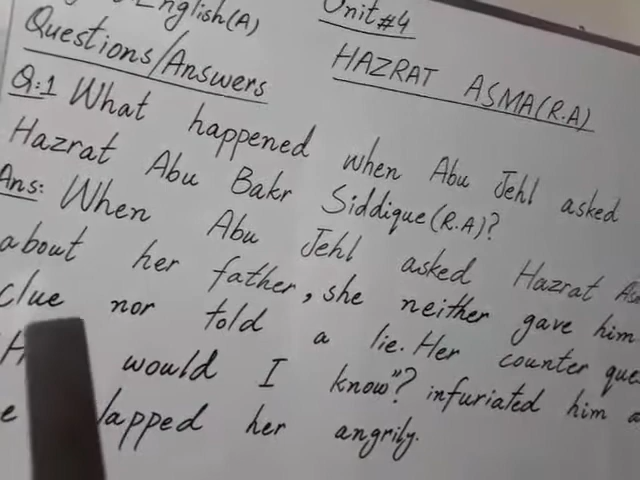 English(A)
Unit#4
Questions/Answers
HAZRAT ASMA(R.A)
Q:1 What happened when Abu Jehl asked
Hazrat Abu Bakr Siddique(R.A)?
Ans: When Abu Jehl asked Hazrat
about her father, she neither gave him
clue nor told a lie. Her counter
would I know"? infuriated him
her angrily.